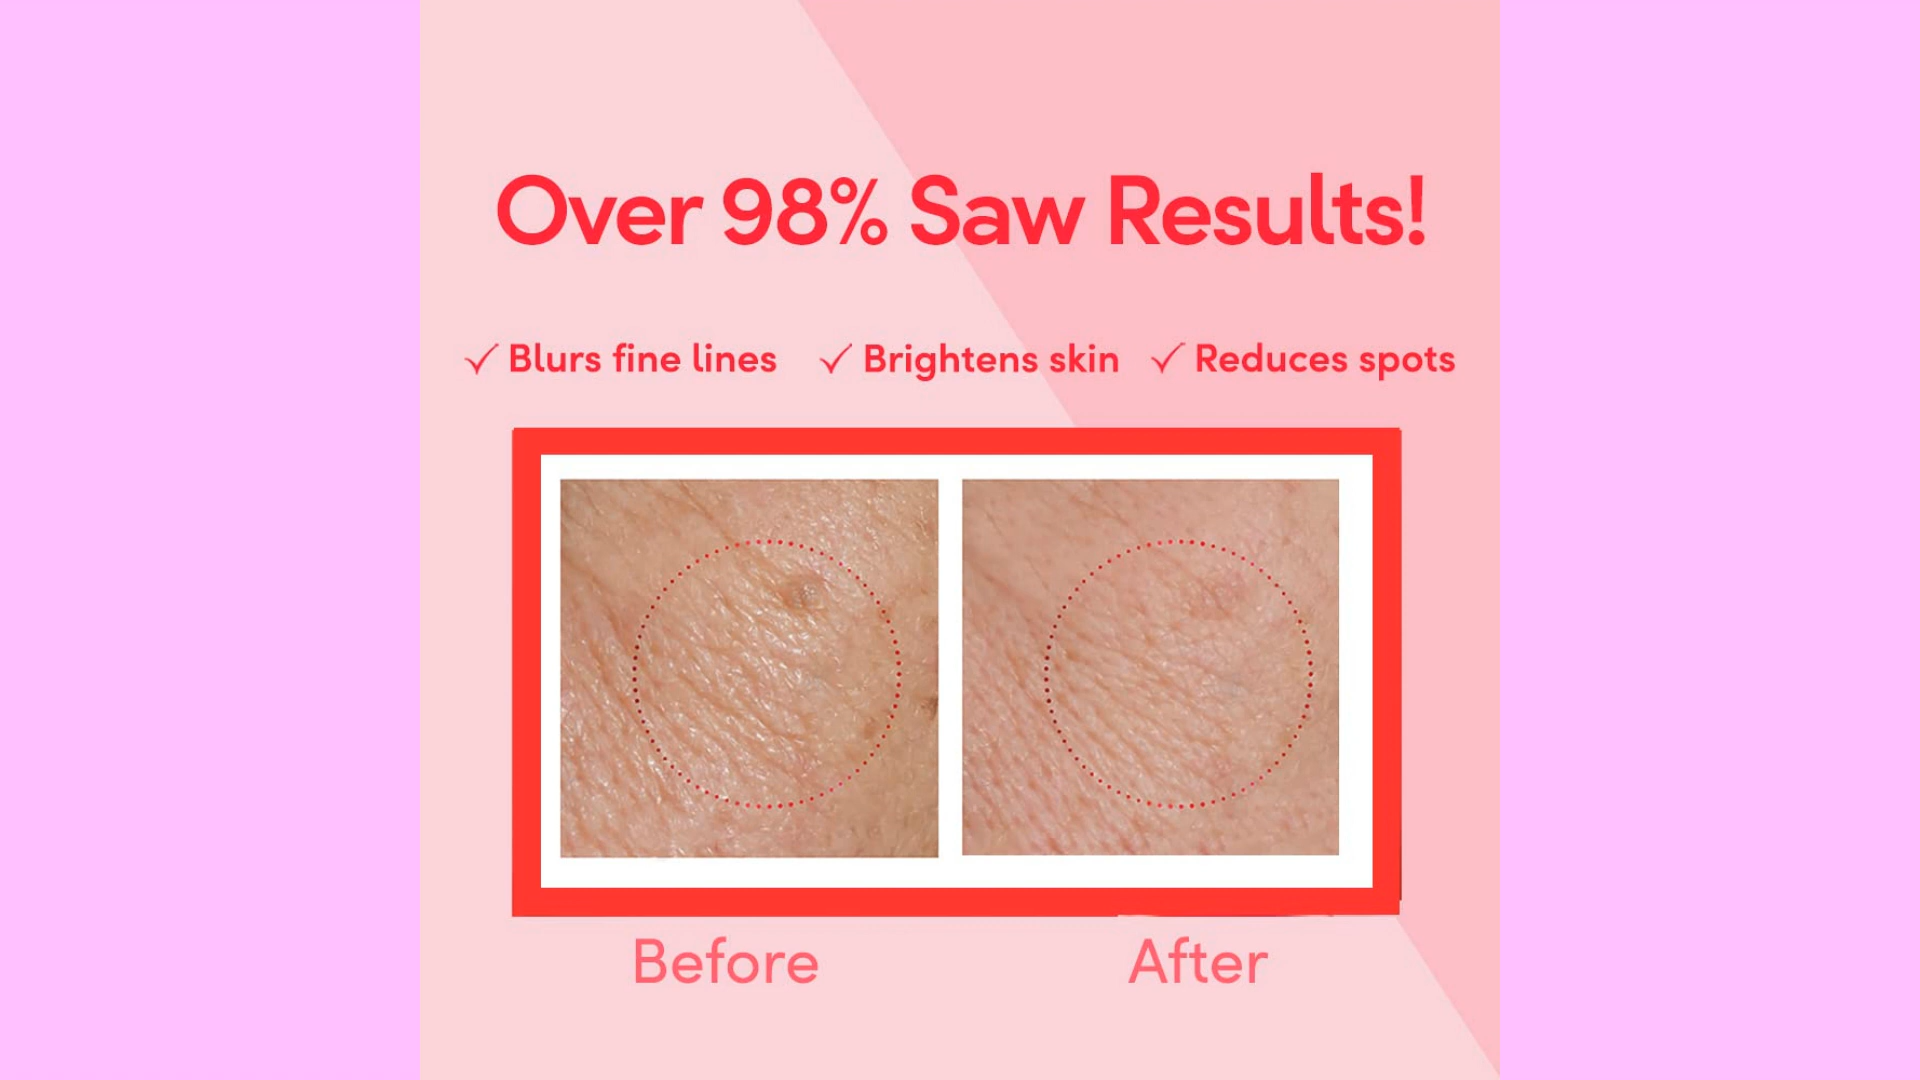 Over 98% Saw Results!
✓ Blurs fine lines ✓ Brightens skin ✓ Reduces spots
Before After